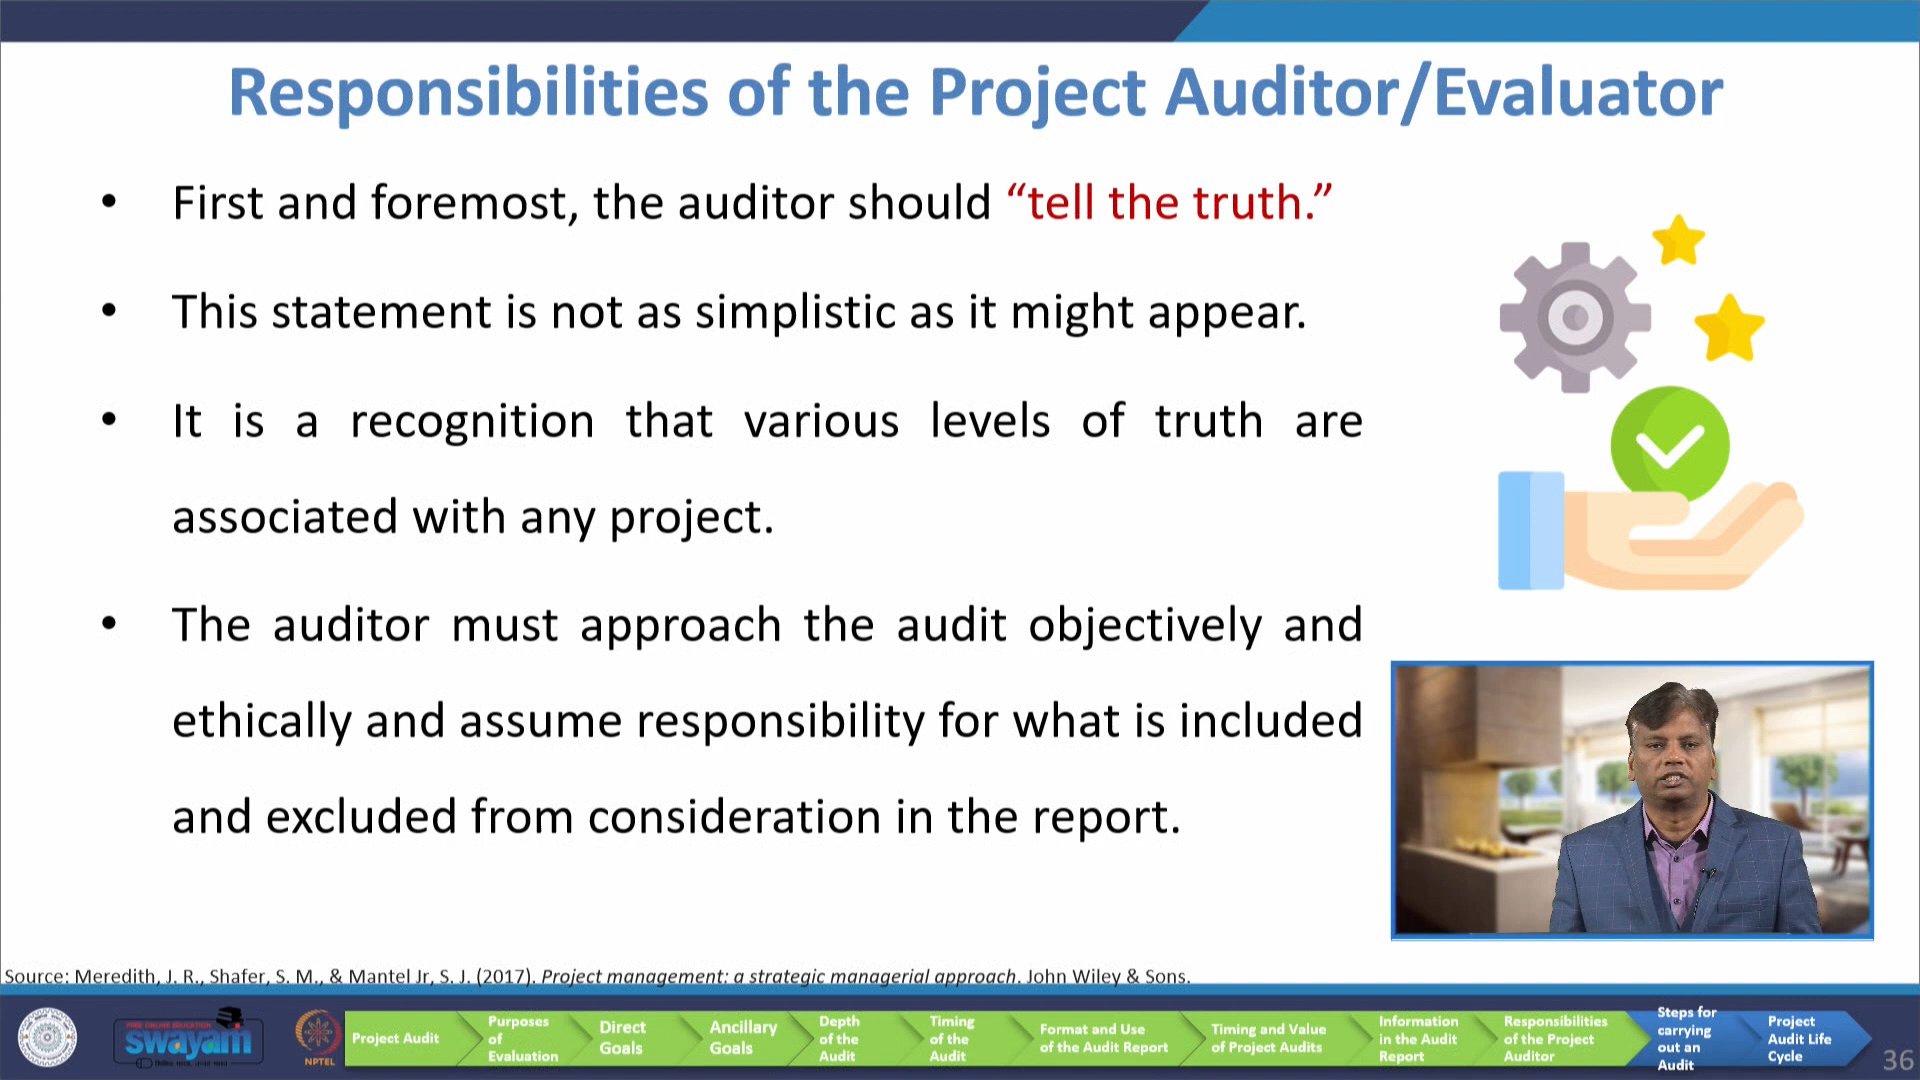 Responsibilities of the Project Auditor/Evaluator
• First and foremost, the auditor should “tell the truth.”
• This statement is not as simplistic as it might appear.
• It is a recognition that various levels of truth are
associated with any project.
• The auditor must approach the audit objectively and
ethically and assume responsibility for what is included
and excluded from consideration in the report.
Source: Meredith, J. R., Shafer, S. M., & Mantel Jr, S. J. (2017). Project management: a strategic managerial approach. John Wiley & Sons.
FREE ONLINE EDUCATION
swayam
NPTEL
Project Audit
Purposes
of
Evaluation
Direct
Goals
Ancillary
Goals
Depth
of the
Audit
Timing
of the
Audit
Format and Use
of the Audit Report
Timing and Value
of Project Audits
Information
in the Audit
Report
Responsibilities
of the Project
Auditor
Steps for
carrying
out an
Audit
Project
Audit Life
Cycle
36